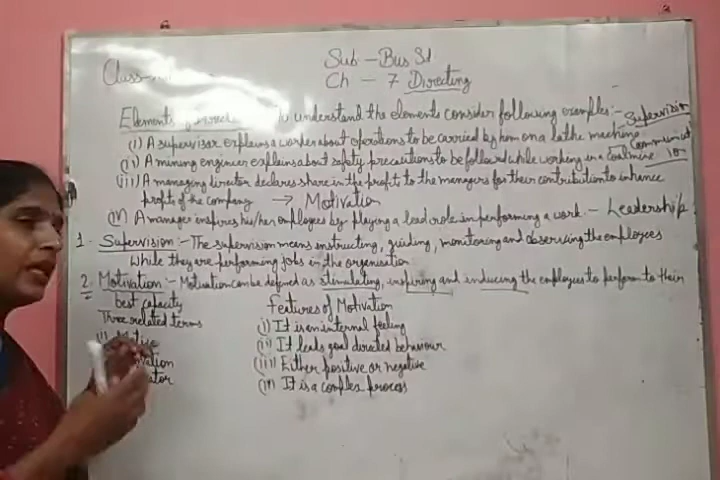 Sub - Bus St
Class-
Ch - 7 Directing
Elements of understand the elements consider following examples:-
(i) A supervisor explains a worker about operations to be carried by him on a lathe machine Supervision
(ii) A mining engineer explains about safety precautions to be followed while working in a coalmine
(iii) A managing director declares share in the profit to the managers for their contribution to inhance
profits of the company → Motivation
(iv) A manager inspires his/her employees by playing a lead role in performing a work. - Leadership
1. Supervision:- The supervision means instructing, guiding, monitoring and observing the employees
while they are performing jobs in the organisation
2. Motivation:- Motivation can be defined as stimulating, inspiring and inducing the employees to perform to their
best capacity
Three related terms
(i) Motive
Features of Motivation
i) It is an internal feeling
(ii) It leads goal directed behaviour
(iii) Either positive or negative
(iv) It is a complex process